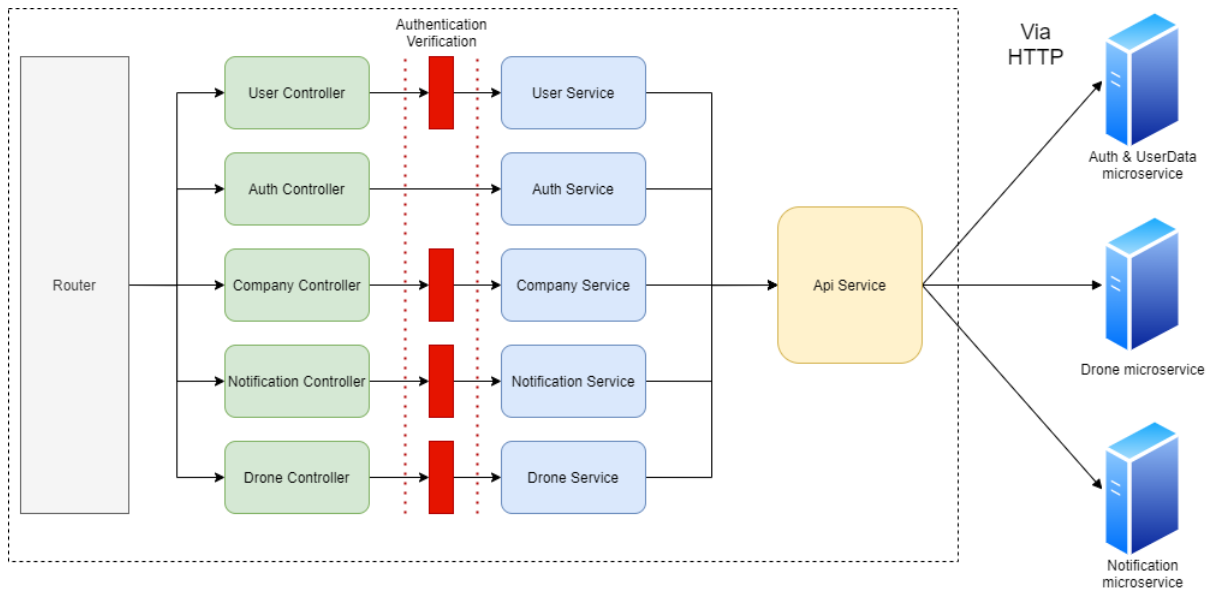 Authentication
Verification
Via
HTTP
User Controller
User Service
Auth & UserData
microservice
Auth Controller
Auth Service
Router
Company Controller
Company Service
Api Service
Drone microservice
Notification Controller
Notification Service
Drone Controller
Drone Service
Notification
microservice